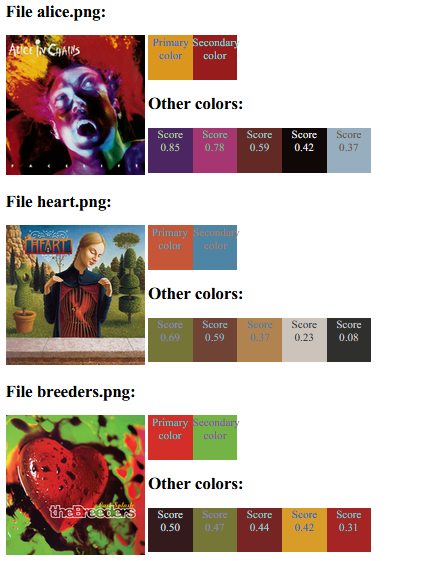 File alice.png:
ALICE IN CHAINS
FACELIFT
Primary color
Secondary color
Other colors:
Score 0.85
Score 0.78
Score 0.59
Score 0.42
Score 0.37
File heart.png:
HEART
Primary color
Secondary color
Other colors:
Score 0.69
Score 0.59
Score 0.37
Score 0.23
Score 0.08
File breeders.png:
Last Splash
theBreeders
Primary color
Secondary color
Other colors:
Score 0.50
Score 0.47
Score 0.44
Score 0.42
Score 0.31